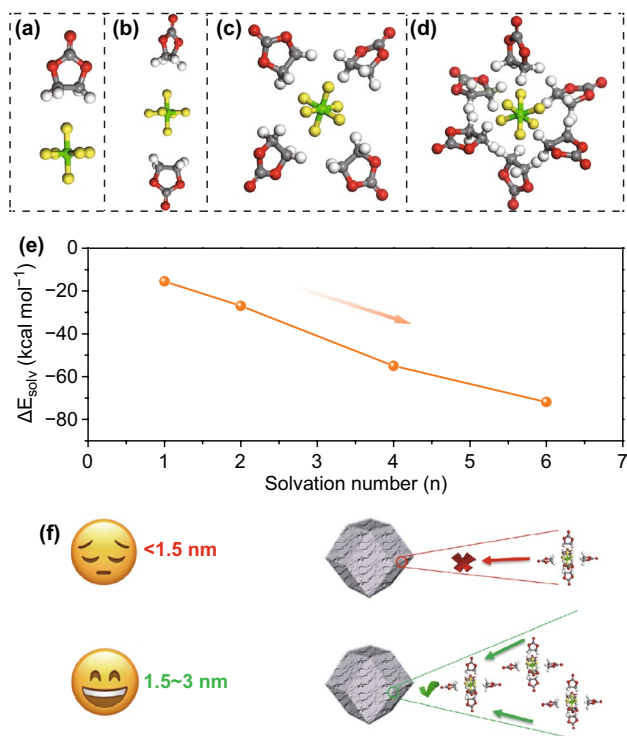 (a)
(b)
(c)
(d)
(e)
0
−20
−40
−60
−80
ΔE_solv (kcal mol⁻¹)
0 1 2 3 4 5 6 7
Solvation number (n)
(f)
<1.5 nm
1.5~3 nm